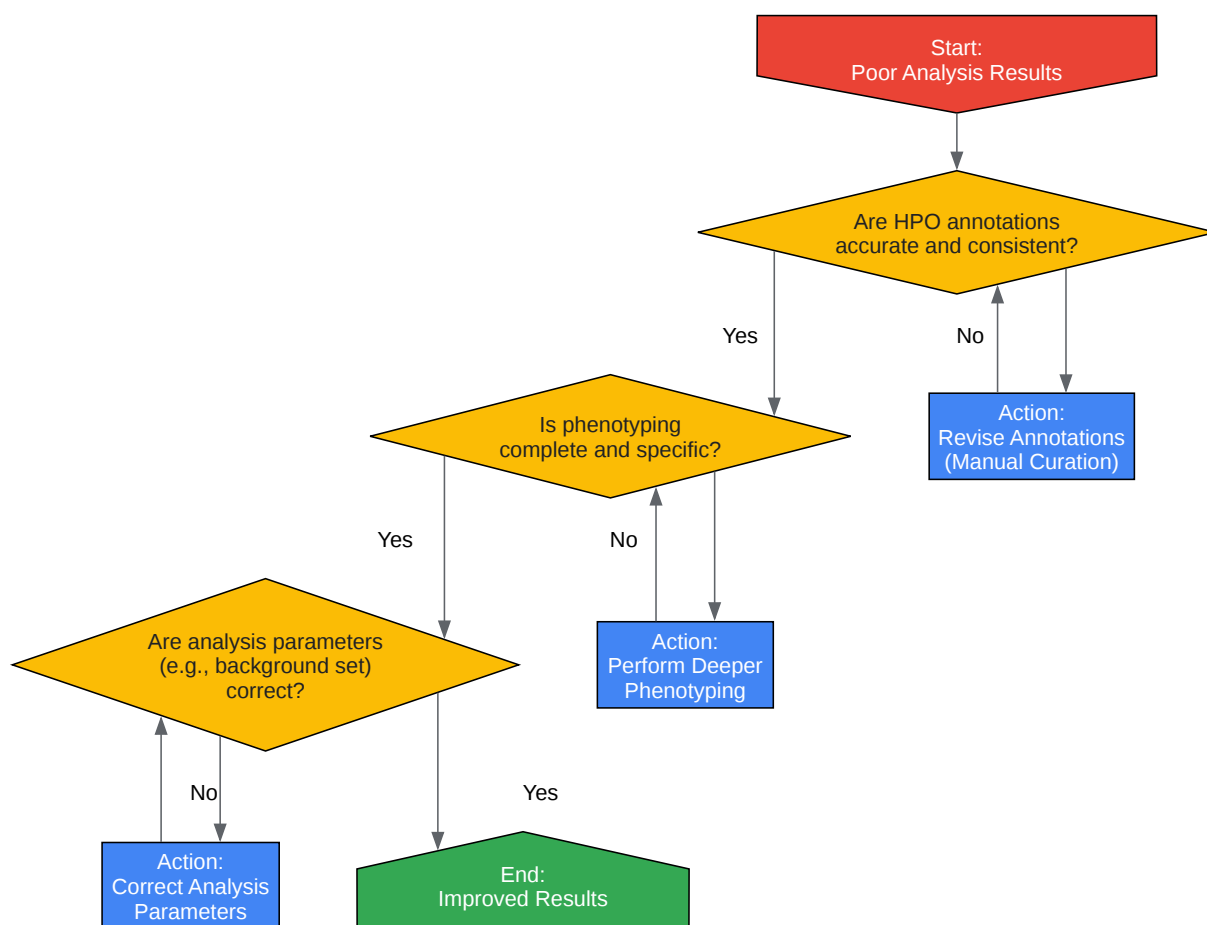 Start:
Poor Analysis Results
Are HPO annotations
accurate and consistent?
Yes
No
Action:
Revise Annotations
(Manual Curation)
Is phenotyping
complete and specific?
Yes
No
Action:
Perform Deeper
Phenotyping
Are analysis parameters
(e.g., background set)
correct?
No
Yes
Action:
Correct Analysis
Parameters
End:
Improved Results